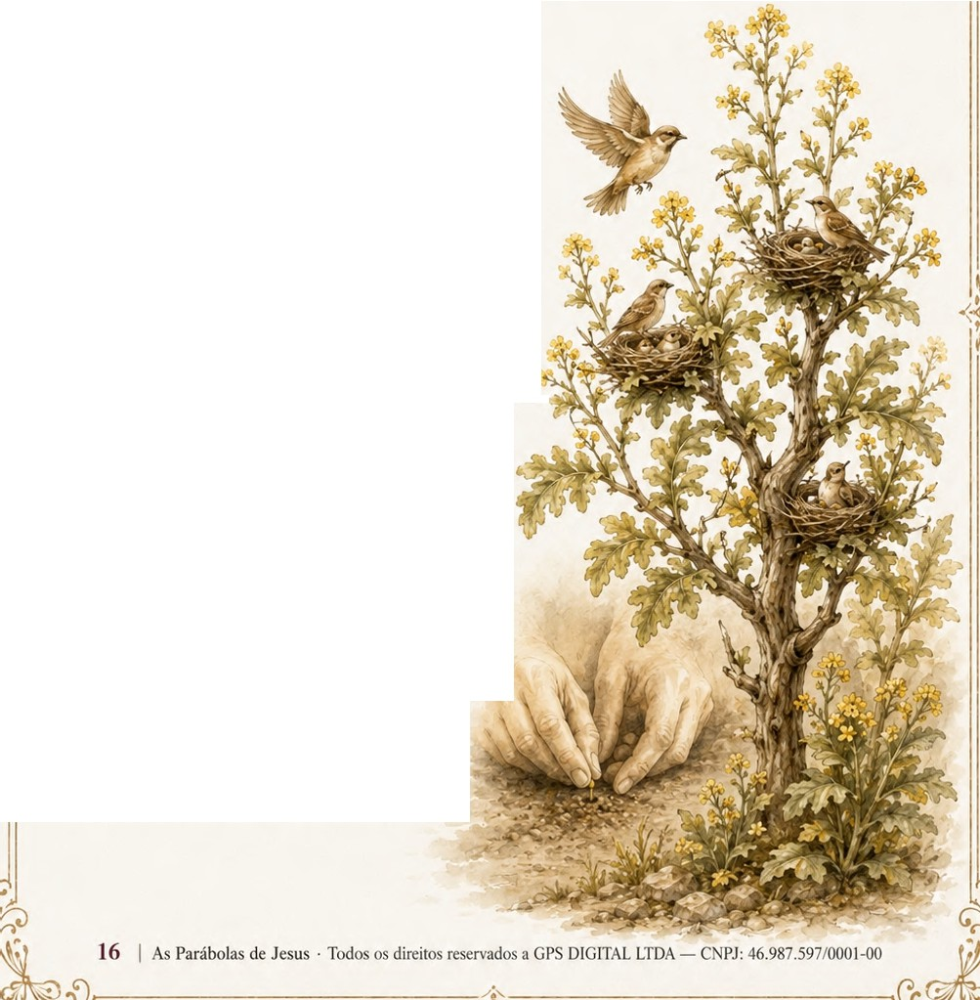 16 | As Parábolas de Jesus · Todos os direitos reservados a GPS DIGITAL LTDA — CNPJ: 46.987.597/0001-00